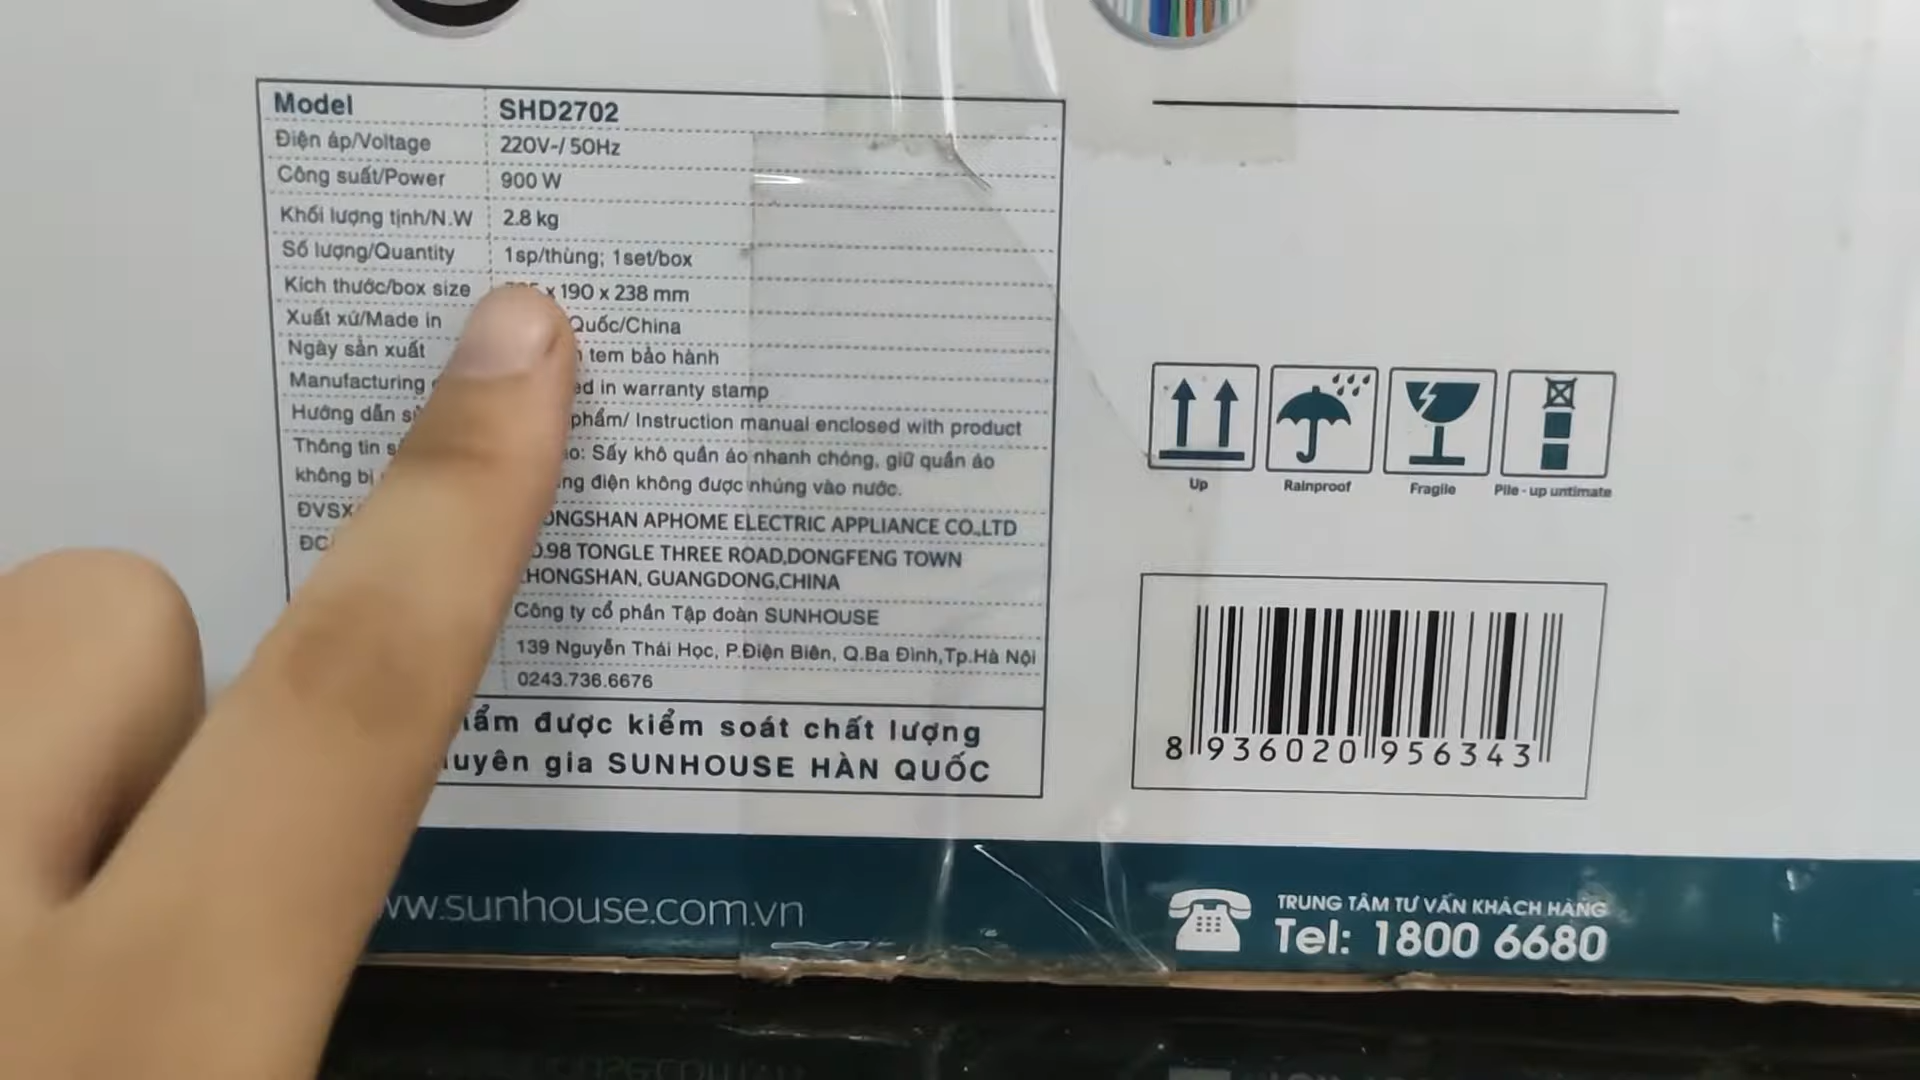 Model SHD2702
Điện áp/Voltage 220V~/ 50Hz
Công suất/Power 900 W
Khối lượng tịnh/N.W 2.8 kg
Số lượng/Quantity 1sp/thùng; 1set/box
Kích thước/box size x 190 x 238 mm
Xuất xứ/Made in Quốc/China
Ngày sản xuất tem bảo hành
Manufacturing in warranty stamp
Hướng dẫn phẩm/ Instruction manual enclosed with product
Thông tin Sấy khô quần áo nhanh chóng, giữ quần áo
không bị điện không được nhúng vào nước.
ĐVSX APHOME ELECTRIC APPLIANCE CO.,LTD
ĐC 98 TONGLE THREE ROAD,DONGFENG TOWN
GUANGDONG,CHINA
Công ty cổ phần Tập đoàn SUNHOUSE
139 Nguyễn Thái Học, P.Điện Biên, Q.Ba Đình,Tp.Hà Nội
0243.736.6676
được kiểm soát chất lượng
gia SUNHOUSE HÀN QUỐC
Up
Rainproof
Fragile
Pile - up untimate
8 936020 956343
www.sunhouse.com.vn
TRUNG TÂM TƯ VẤN KHÁCH HÀNG
Tel: 1800 6680